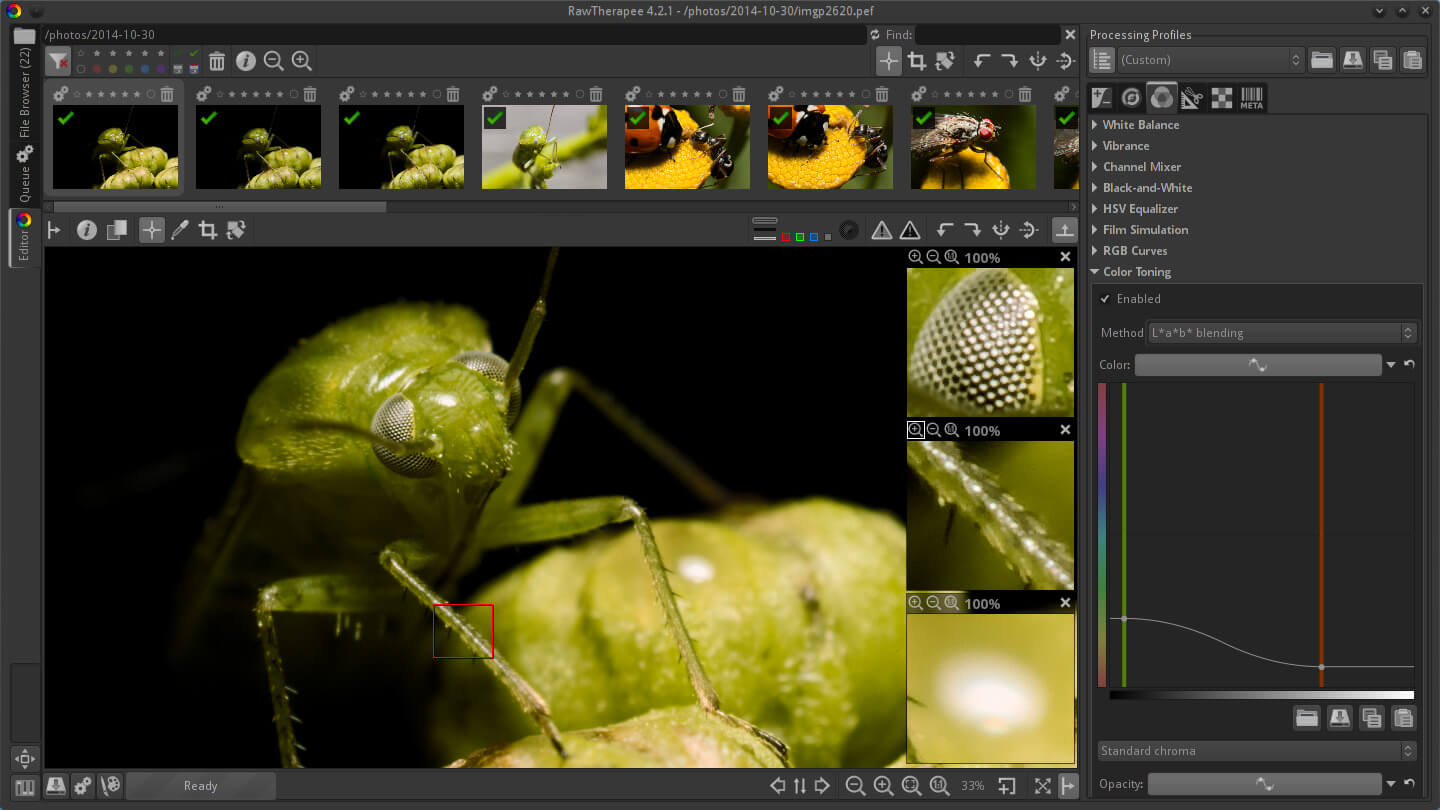 RawTherapee 4.2.1 - /photos/2014-10-30/imgp2620.pef
File Browser (22)
Queue
Editor
/photos/2014-10-30
Find:
100%
100%
100%
Ready
33%
Processing Profiles
(Custom)
META
White Balance
Vibrance
Channel Mixer
Black-and-White
HSV Equalizer
Film Simulation
RGB Curves
Color Toning
Enabled
Method L*a*b* blending
Color:
Standard chroma
Opacity: